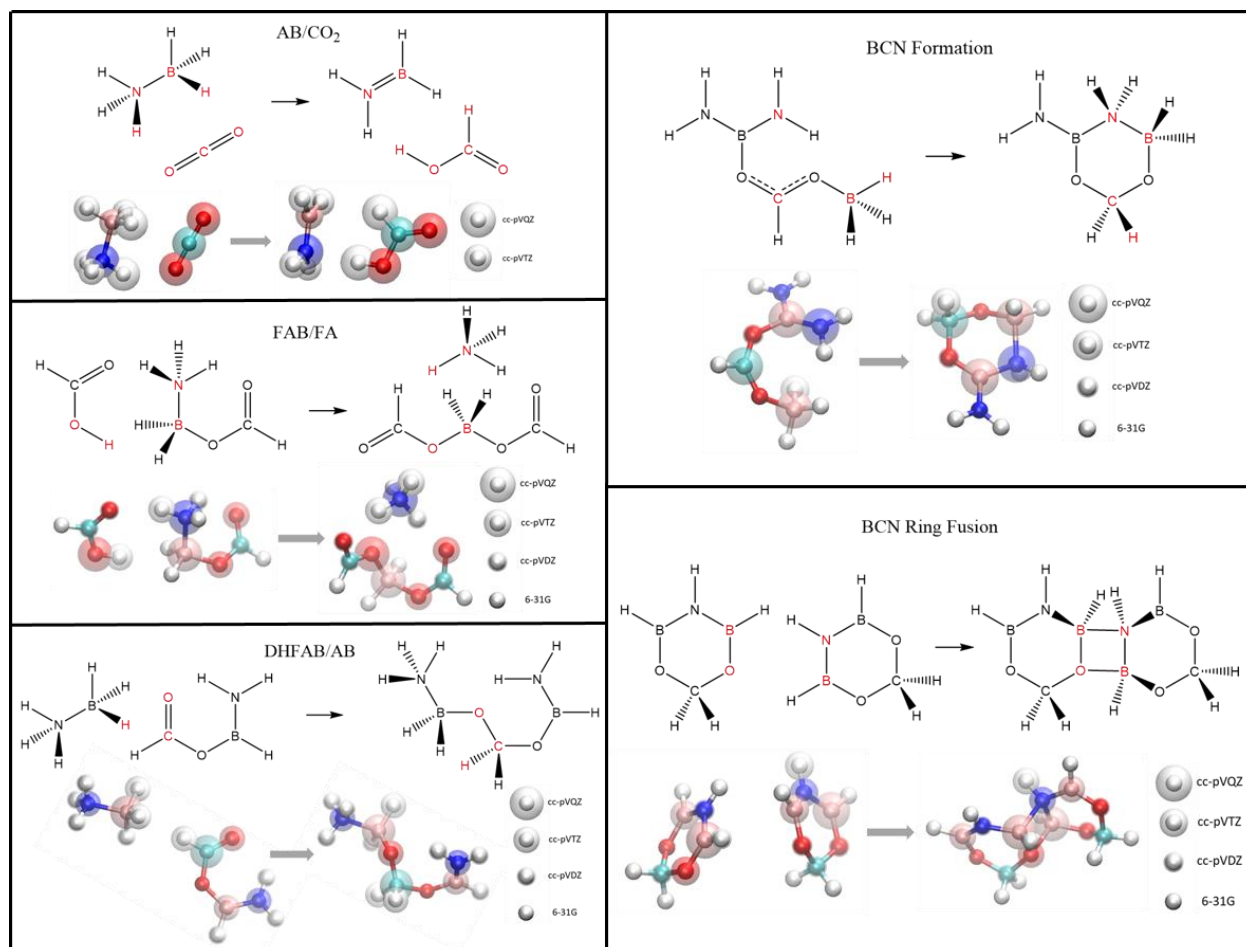 AB/CO₂
H
H
H
H
H
B
B
N
H
N
H
H
H
H
H
O
C
O
H
C
O
O
cc-pVQZ
cc-pVTZ
FAB/FA
H
H
N
H
H
H
O
H
N
H
C
O
O
H
H
B
O
C
H
H
H
H
C
O
O
B
O
C
H
H
H
cc-pVQZ
cc-pVTZ
cc-pVDZ
6-31G
DHFAB/AB
H
H
B
H
N
H
H
H
H
O
C
H
O
H
H
N
B
H
H
H
N
H
B
H
H
O
C
H
H
O
H
H
N
B
H
cc-pVQZ
cc-pVTZ
cc-pVDZ
6-31G
BCN Formation
H
H
N
N
H
B
H
O
O
C
H
B
H
H
H
H
H
H
N
B
N
H
H
B
H
O
O
C
H
H
cc-pVQZ
cc-pVTZ
cc-pVDZ
6-31G
BCN Ring Fusion
H
H
N
H
B
B
O
O
C
H
H
H
H
B
N
O
B
C
H
H
O
H
H
H
H
H
N
B
H
B
B
N
O
O
O
B
C
H
C
H
O
H
H
H
cc-pVQZ
cc-pVTZ
cc-pVDZ
6-31G